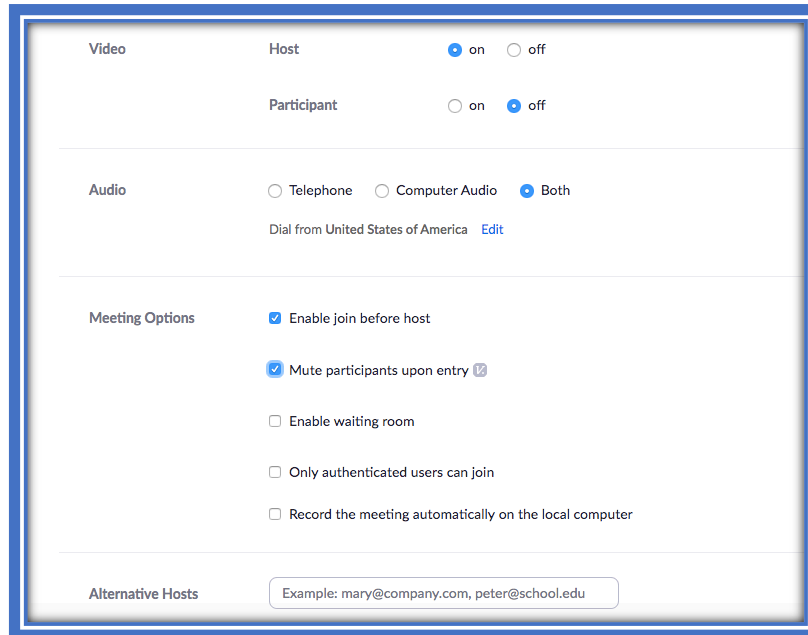 Video Host on off
Participant on off
Audio Telephone Computer Audio Both
Dial from United States of America Edit
Meeting Options Enable join before host
Mute participants upon entry
Enable waiting room
Only authenticated users can join
Record the meeting automatically on the local computer
Alternative Hosts Example: mary@company.com, peter@school.edu